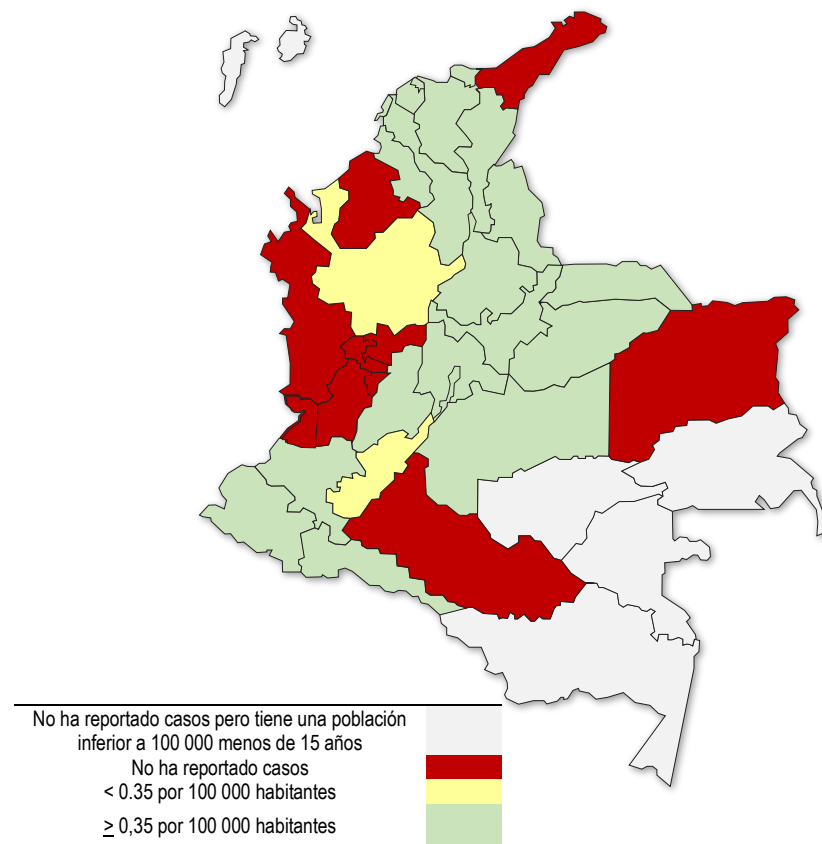 No ha reportado casos pero tiene una población
inferior a 100 000 menos de 15 años
No ha reportado casos
< 0.35 por 100 000 habitantes
> 0,35 por 100 000 habitantes